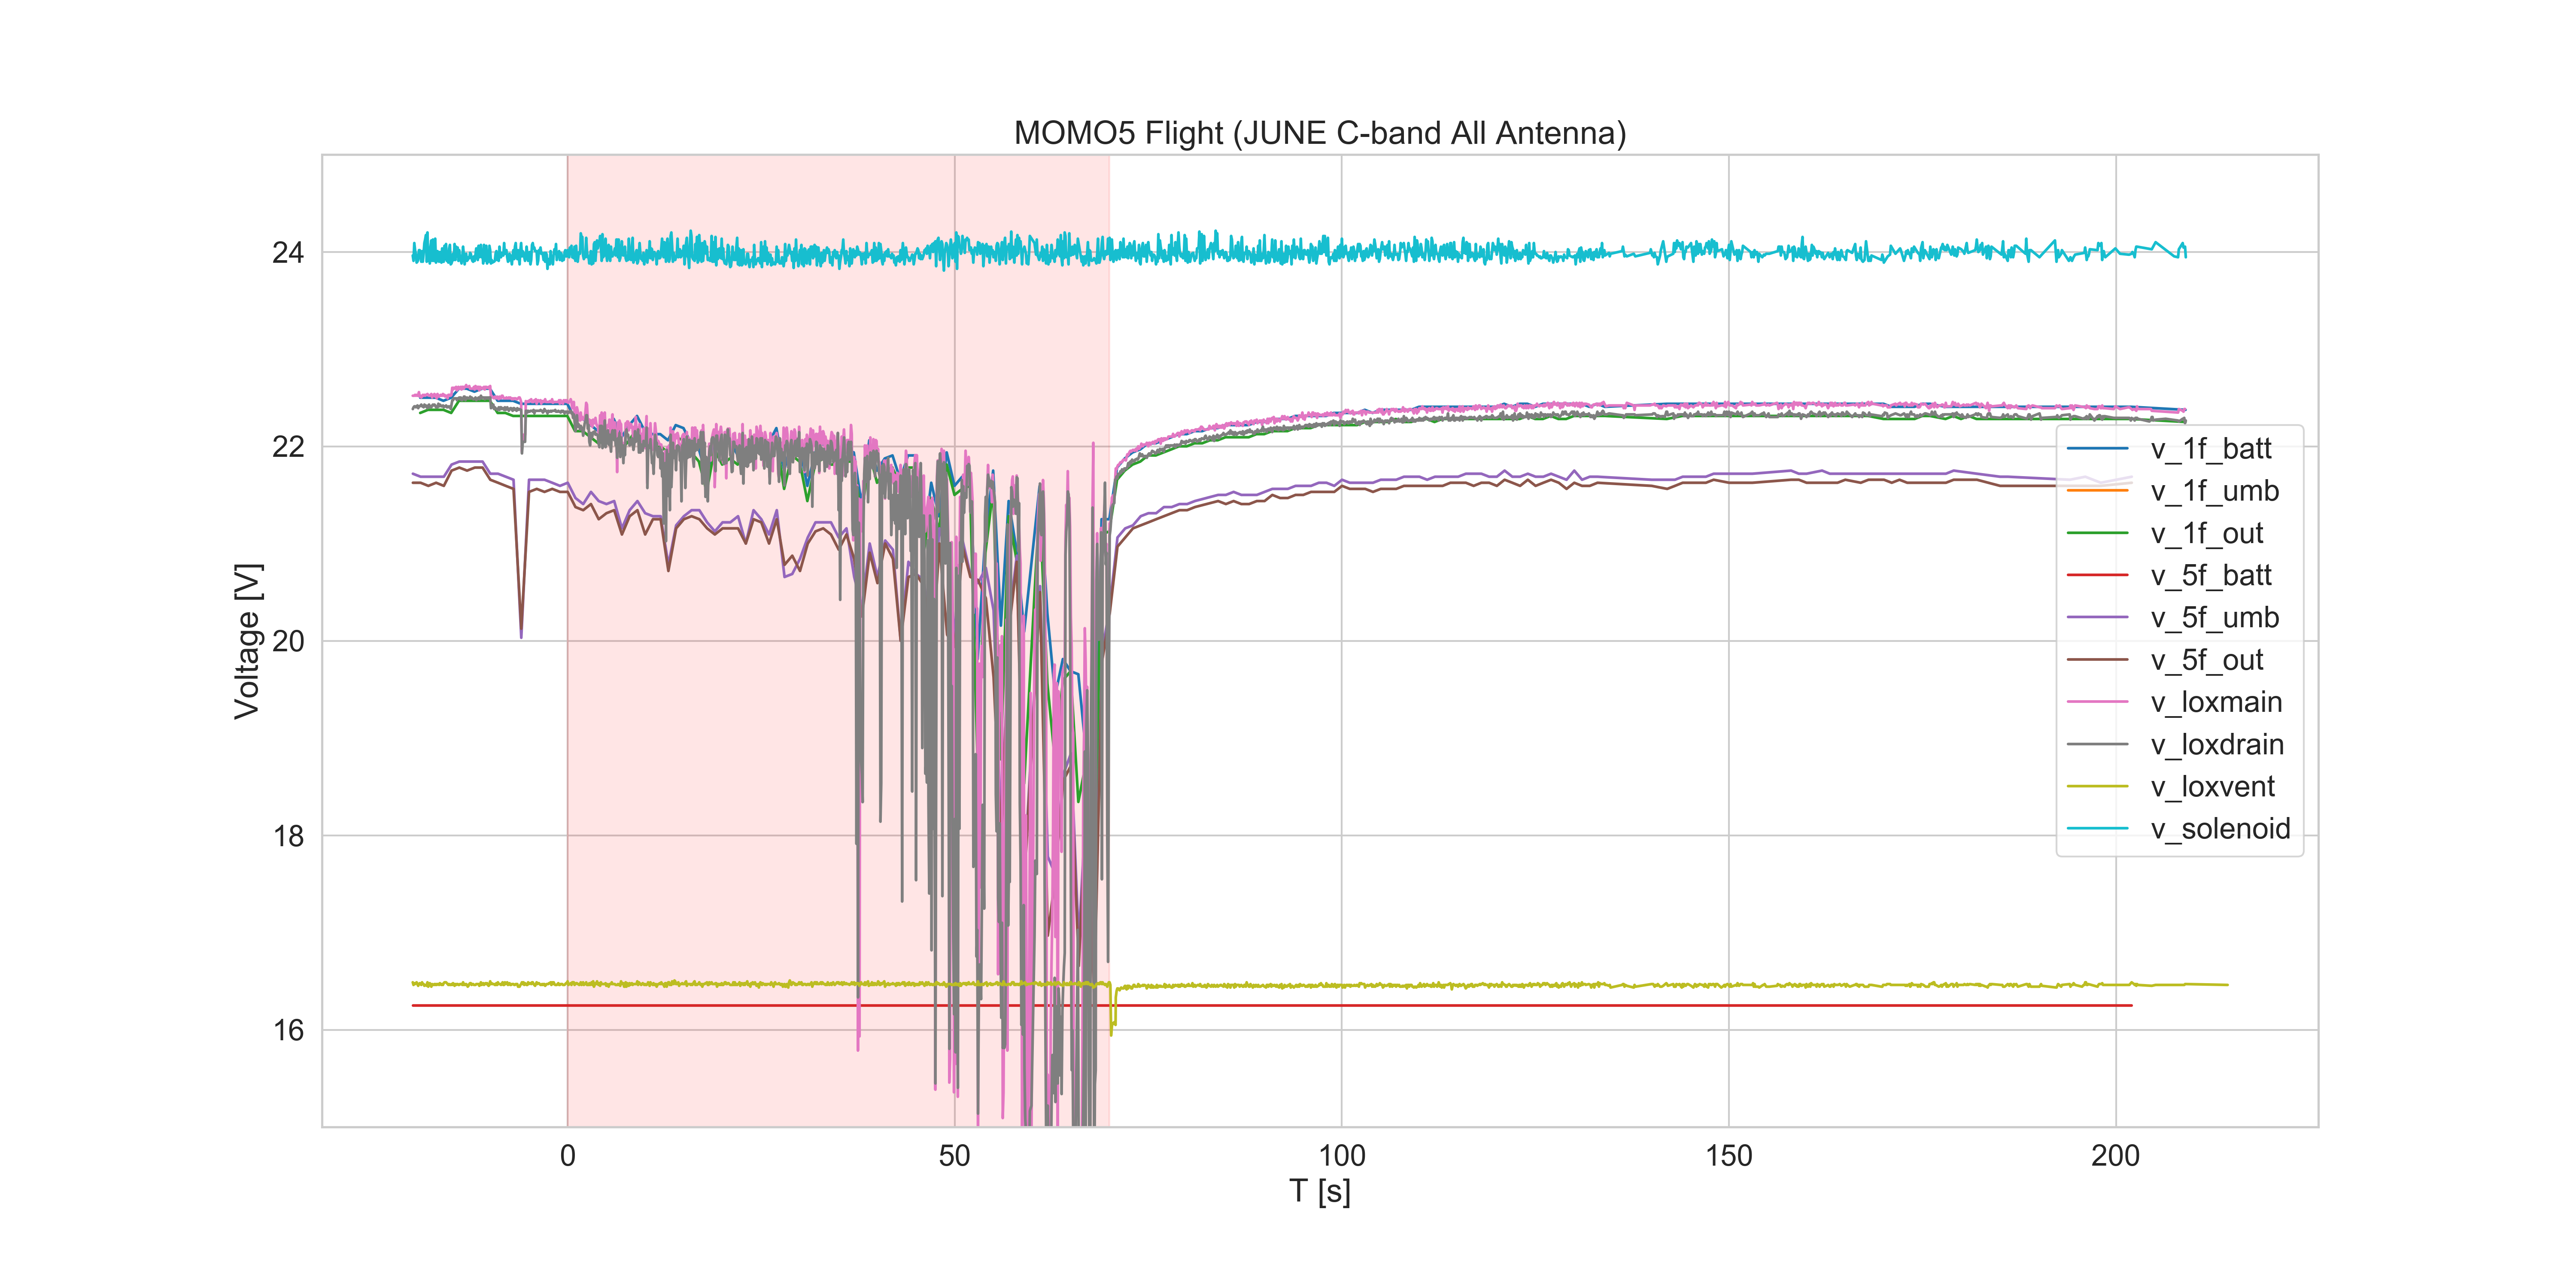 MOMO5 Flight (JUNE C-band All Antenna)
Voltage [V]
24
22
20
18
16
0
50
100
150
200
T [s]
v_1f_batt
v_1f_umb
v_1f_out
v_5f_batt
v_5f_umb
v_5f_out
v_loxmain
v_loxdrain
v_loxvent
v_solenoid